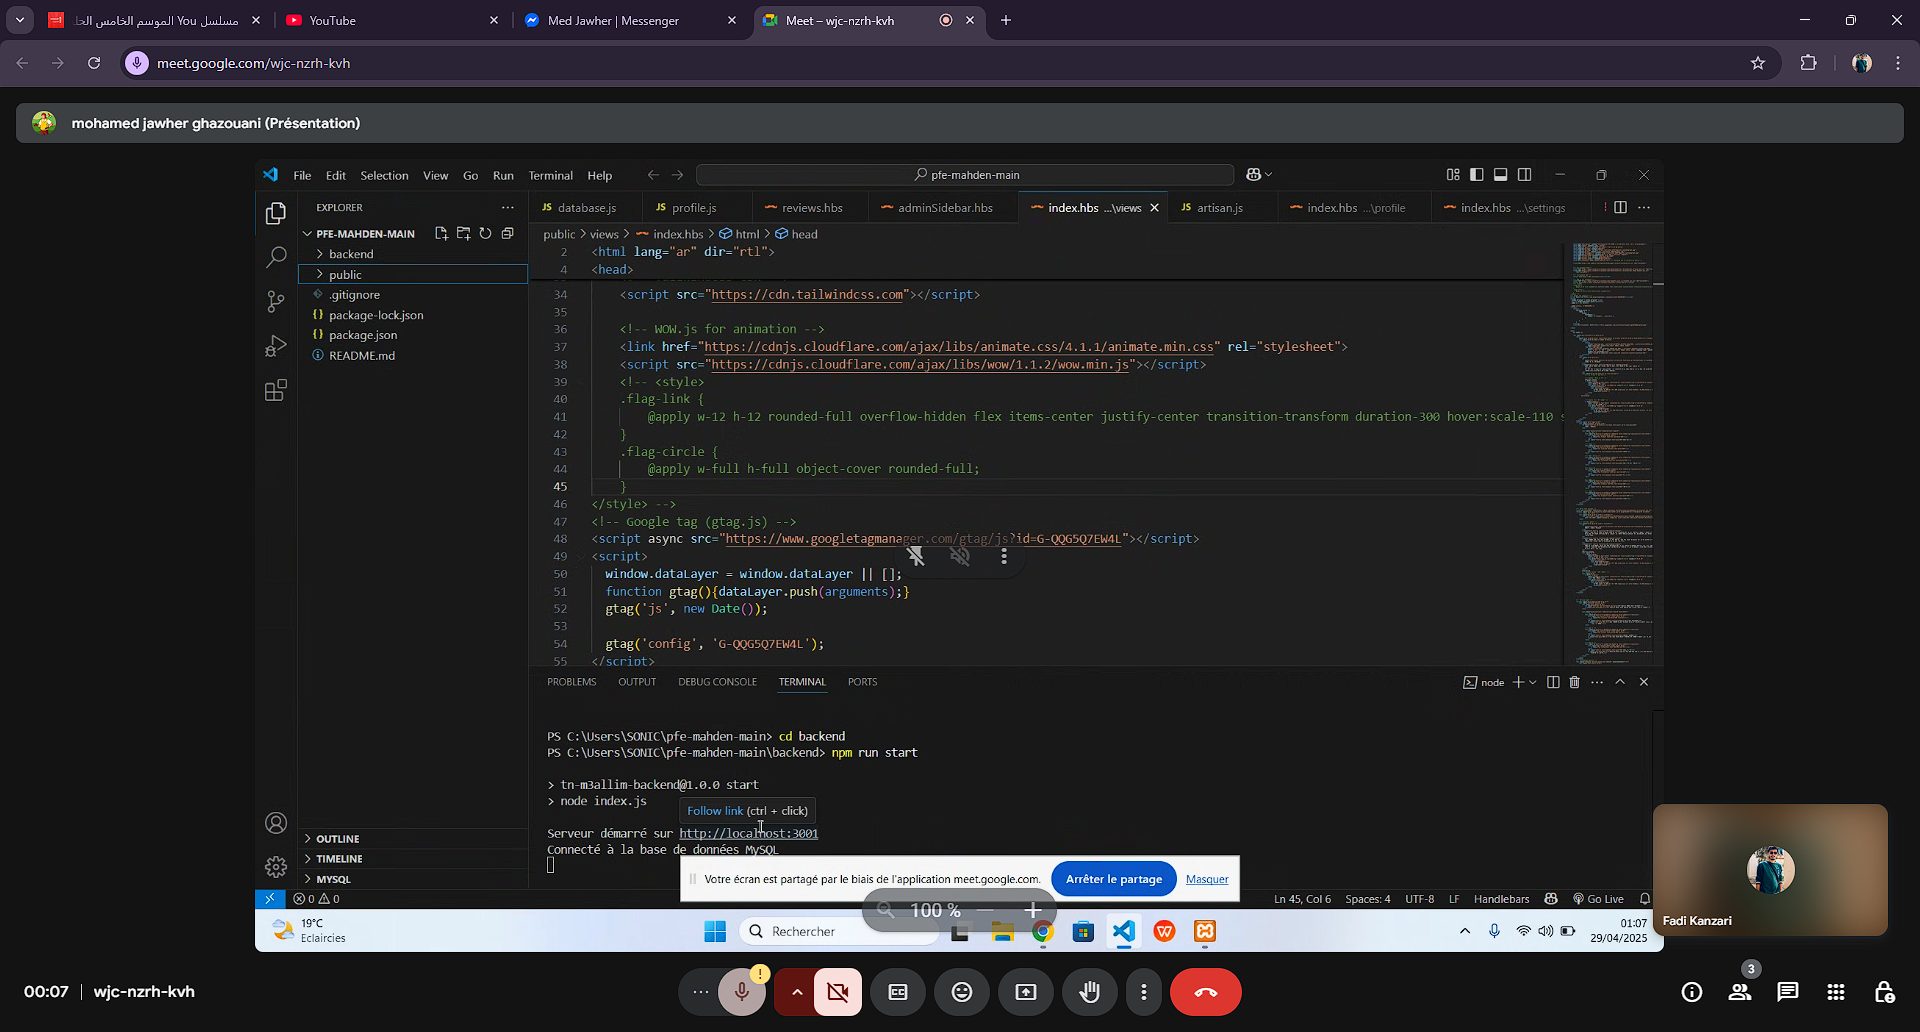 مسلسل You الموسم الخامس الحل
YouTube
Med Jawher | Messenger
Meet – wjc-nzrh-kvh
meet.google.com/wjc-nzrh-kvh
mohamed jawher ghazouani (Présentation)
File Edit Selection View Go Run Terminal Help
pfe-mahden-main
EXPLORER
PFE-MAHDEN-MAIN
backend
public
.gitignore
package-lock.json
package.json
README.md
OUTLINE
TIMELINE
MYSQL
database.js
profile.js
reviews.hbs
adminSidebar.hbs
index.hbs ...\views
artisan.js
index.hbs ...\profile
index.hbs ...\settings
public > views > index.hbs > html > head
2 <html lang="ar" dir="rtl">
4 <head>
34 <script src="https://cdn.tailwindcss.com"></script>
35
36 <!-- WOW.js for animation -->
37 <link href="https://cdnjs.cloudflare.com/ajax/libs/animate.css/4.1.1/animate.min.css" rel="stylesheet">
38 <script src="https://cdnjs.cloudflare.com/ajax/libs/wow/1.1.2/wow.min.js"></script>
39 <!-- <style>
40 .flag-link {
41 @apply w-12 h-12 rounded-full overflow-hidden flex items-center justify-center transition-transform duration-300 hover:scale-110 s
42 }
43 .flag-circle {
44 @apply w-full h-full object-cover rounded-full;
45 }
46 </style> -->
47 <!-- Google tag (gtag.js) -->
48 <script async src="https://www.googletagmanager.com/gtag/js?id=G-QQG5Q7EW4L"></script>
49 <script>
50 window.dataLayer = window.dataLayer || [];
51 function gtag(){dataLayer.push(arguments);}
52 gtag('js', new Date());
53
54 gtag('config', 'G-QQG5Q7EW4L');
55 </script>
PROBLEMS OUTPUT DEBUG CONSOLE TERMINAL PORTS
node
PS C:\Users\SONIC\pfe-mahden-main> cd backend
PS C:\Users\SONIC\pfe-mahden-main\backend> npm run start
> tn-m3allim-backend@1.0.0 start
> node index.js
Follow link (ctrl + click)
Serveur démarré sur http://localhost:3001
Connecté à la base de données MySQL
Votre écran est partagé par le biais de l'application meet.google.com.
Arrêter le partage
Masquer
0 0
Ln 45, Col 6 Spaces: 4 UTF-8 LF Handlebars Go Live
100 %
19°C
Eclaircies
Rechercher
01:07
29/04/2025
Fadi Kanzari
00:07 | wjc-nzrh-kvh
3